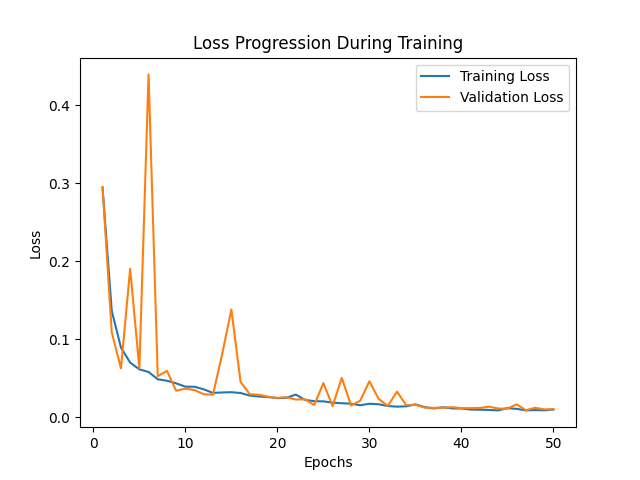 Loss Progression During Training
Training Loss
Validation Loss
Loss
0.4
0.3
0.2
0.1
0.0
0 10 20 30 40 50
Epochs